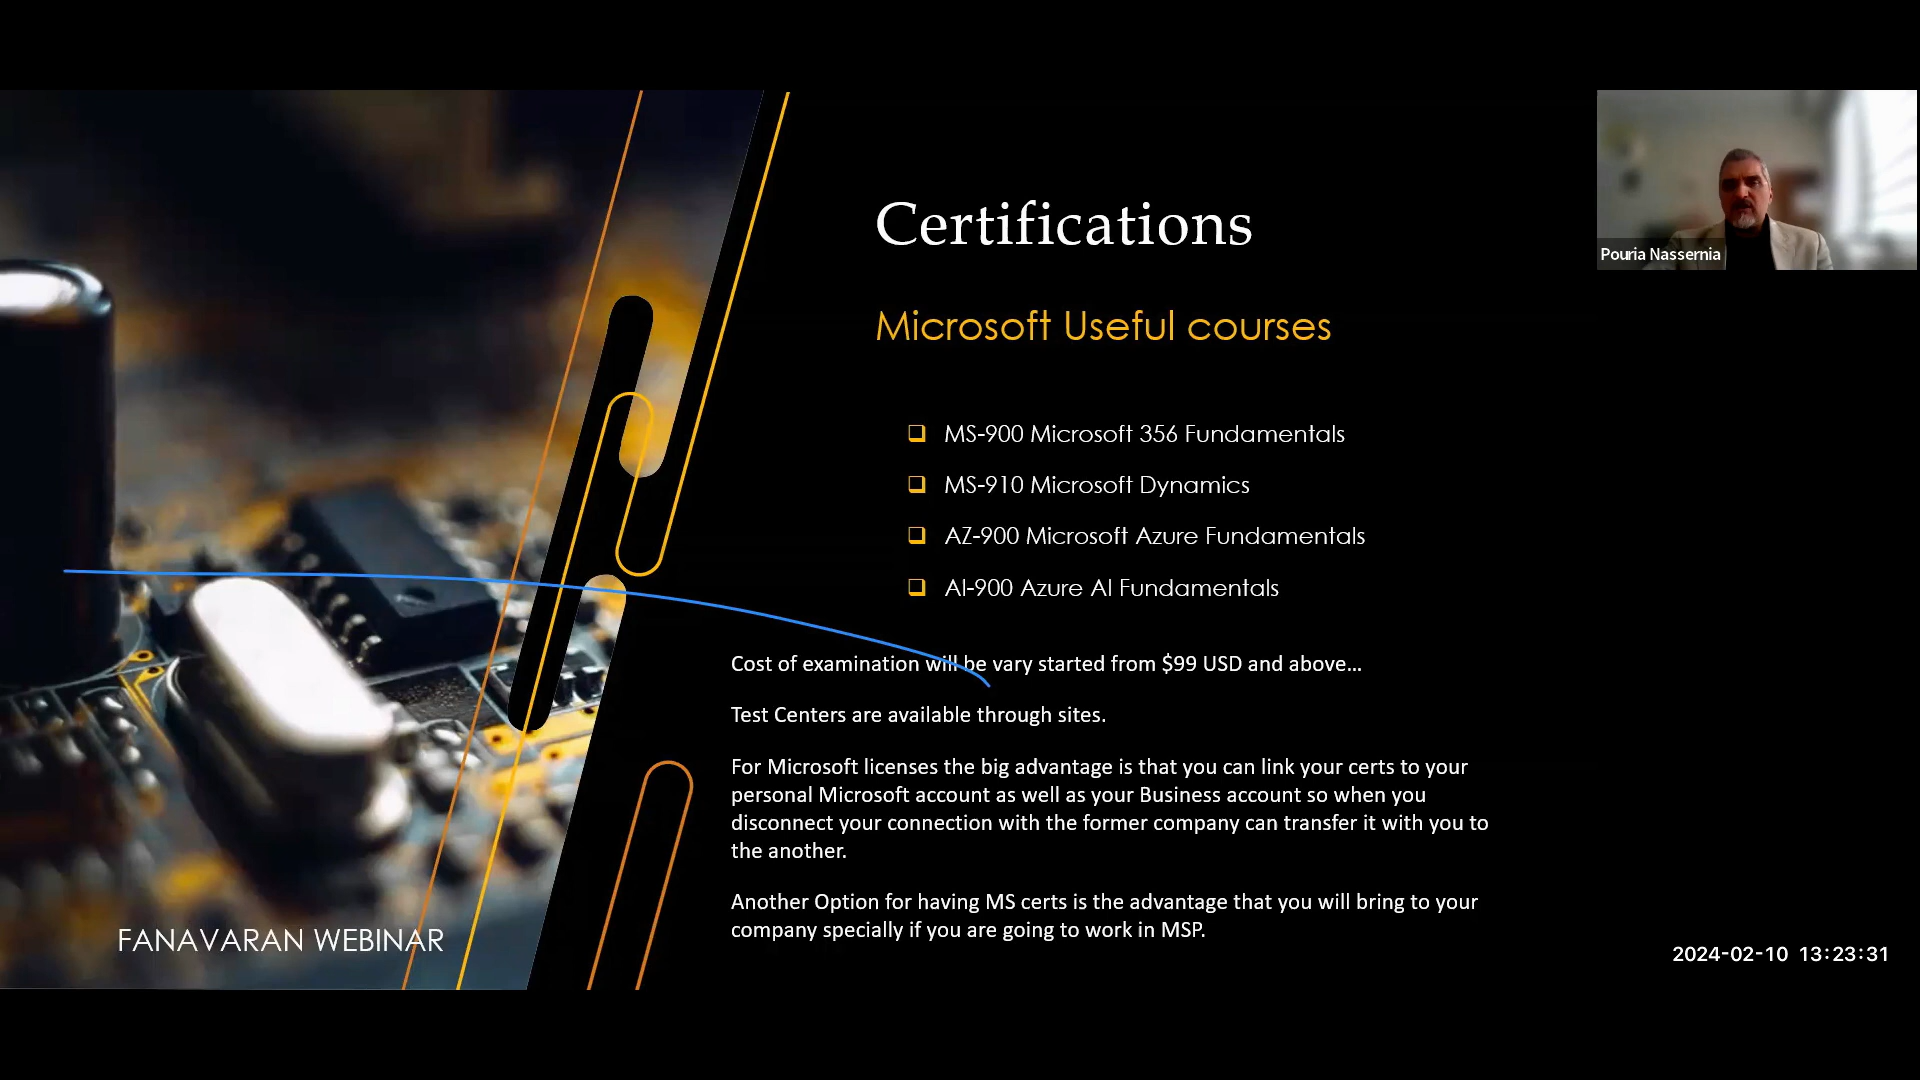 Certifications
Microsoft Useful courses
MS-900 Microsoft 356 Fundamentals
MS-910 Microsoft Dynamics
AZ-900 Microsoft Azure Fundamentals
AI-900 Azure AI Fundamentals
Cost of examination will be vary started from $99 USD and above...
Test Centers are available through sites.
For Microsoft licenses the big advantage is that you can link your certs to your
personal Microsoft account as well as your Business account so when you
disconnect your connection with the former company can transfer it with you to
the another.
Another Option for having MS certs is the advantage that you will bring to your
company specially if you are going to work in MSP.
FANAVARAN WEBINAR
Pouria Nassernia
2024-02-10 13:23:31